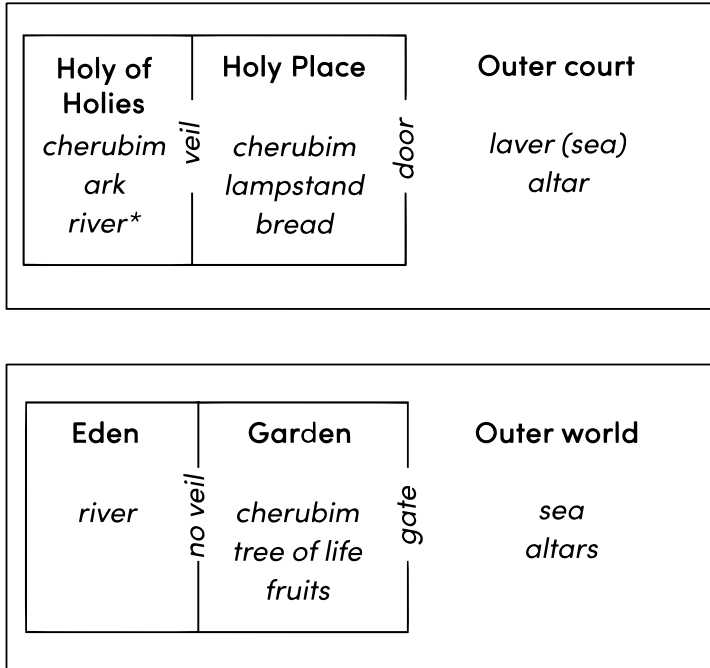 Holy of
Holies
cherubim
ark
river*
veil
Holy Place
cherubim
lampstand
bread
door
Outer court
laver (sea)
altar
Eden
river
no veil
Garden
cherubim
tree of life
fruits
gate
Outer world
sea
altars